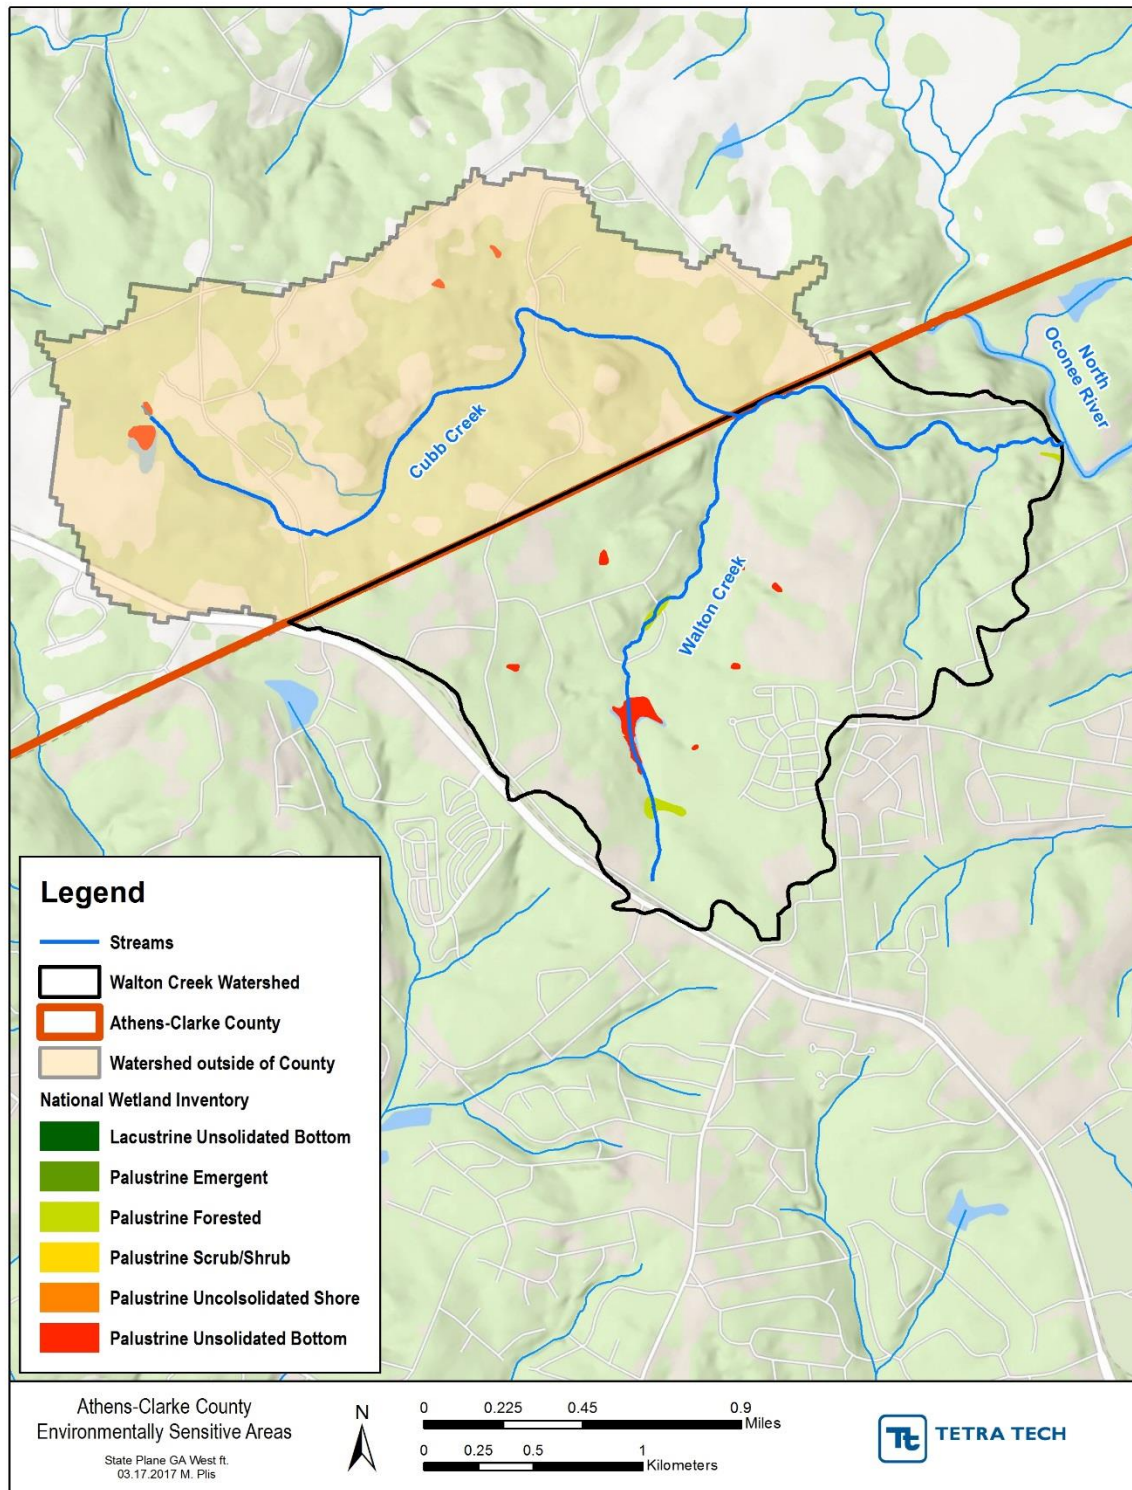 North
Oconee River
Cubb Creek
Walton Creek
Legend
Streams
Walton Creek Watershed
Athens-Clarke County
Watershed outside of County
National Wetland Inventory
Lacustrine Unsolidated Bottom
Palustrine Emergent
Palustrine Forested
Palustrine Scrub/Shrub
Palustrine Uncolsolidated Shore
Palustrine Unsolidated Bottom
Athens-Clarke County
Environmentally Sensitive Areas
State Plane GA West ft.
03.17.2017 M. Plis
N
0 0.225 0.45 0.9
Miles
0 0.25 0.5 1
Kilometers
Tt
TETRA TECH